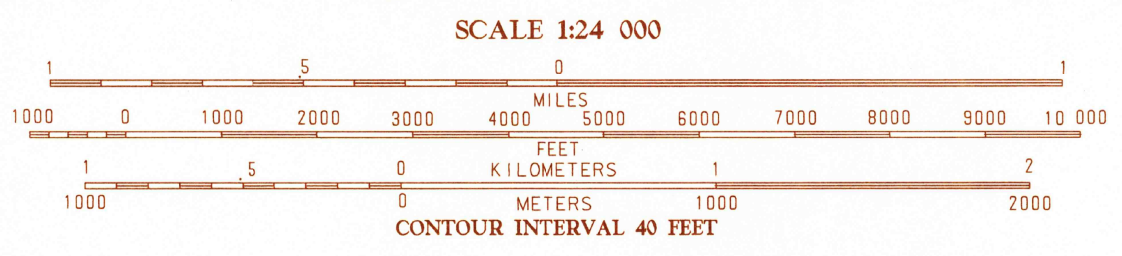 SCALE 1:24 000
1 .5 0 1
MILES
1000 0 1000 2000 3000 4000 5000 6000 7000 8000 9000 10 000
FEET
KILOMETERS
1 .5 0 1 2
1000 0 METERS 1000 2000
CONTOUR INTERVAL 40 FEET